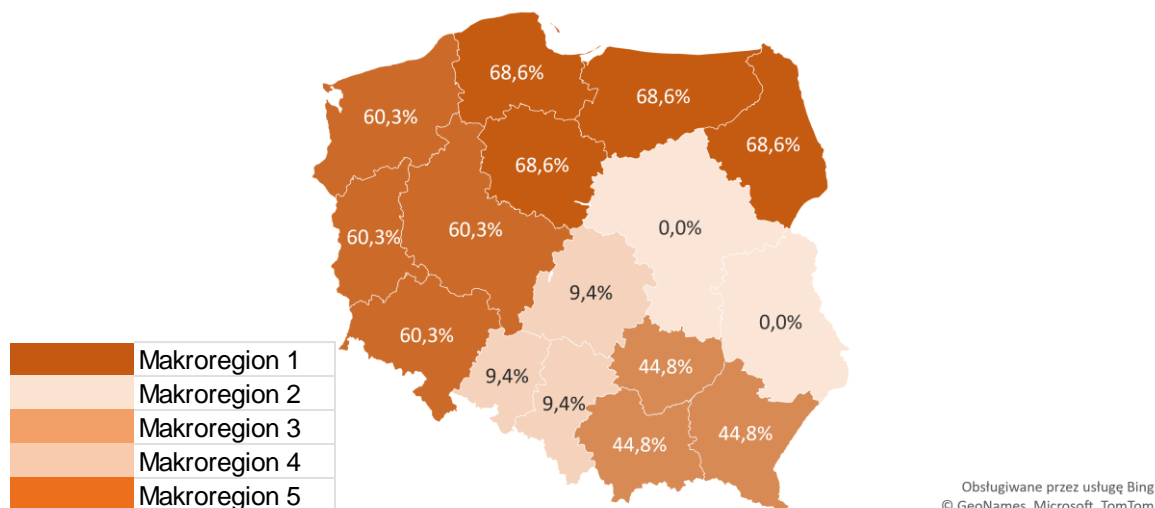 68,6%
68,6%
60,3%
68,6%
68,6%
60,3%
60,3%
0,0%
9,4%
0,0%
60,3%
44,8%
9,4%
9,4%
44,8%
44,8%
Makroregion 1
Makroregion 2
Makroregion 3
Makroregion 4
Makroregion 5
Obsługiwane przez usługę Bing
© GeoNames, Microsoft, TomTom